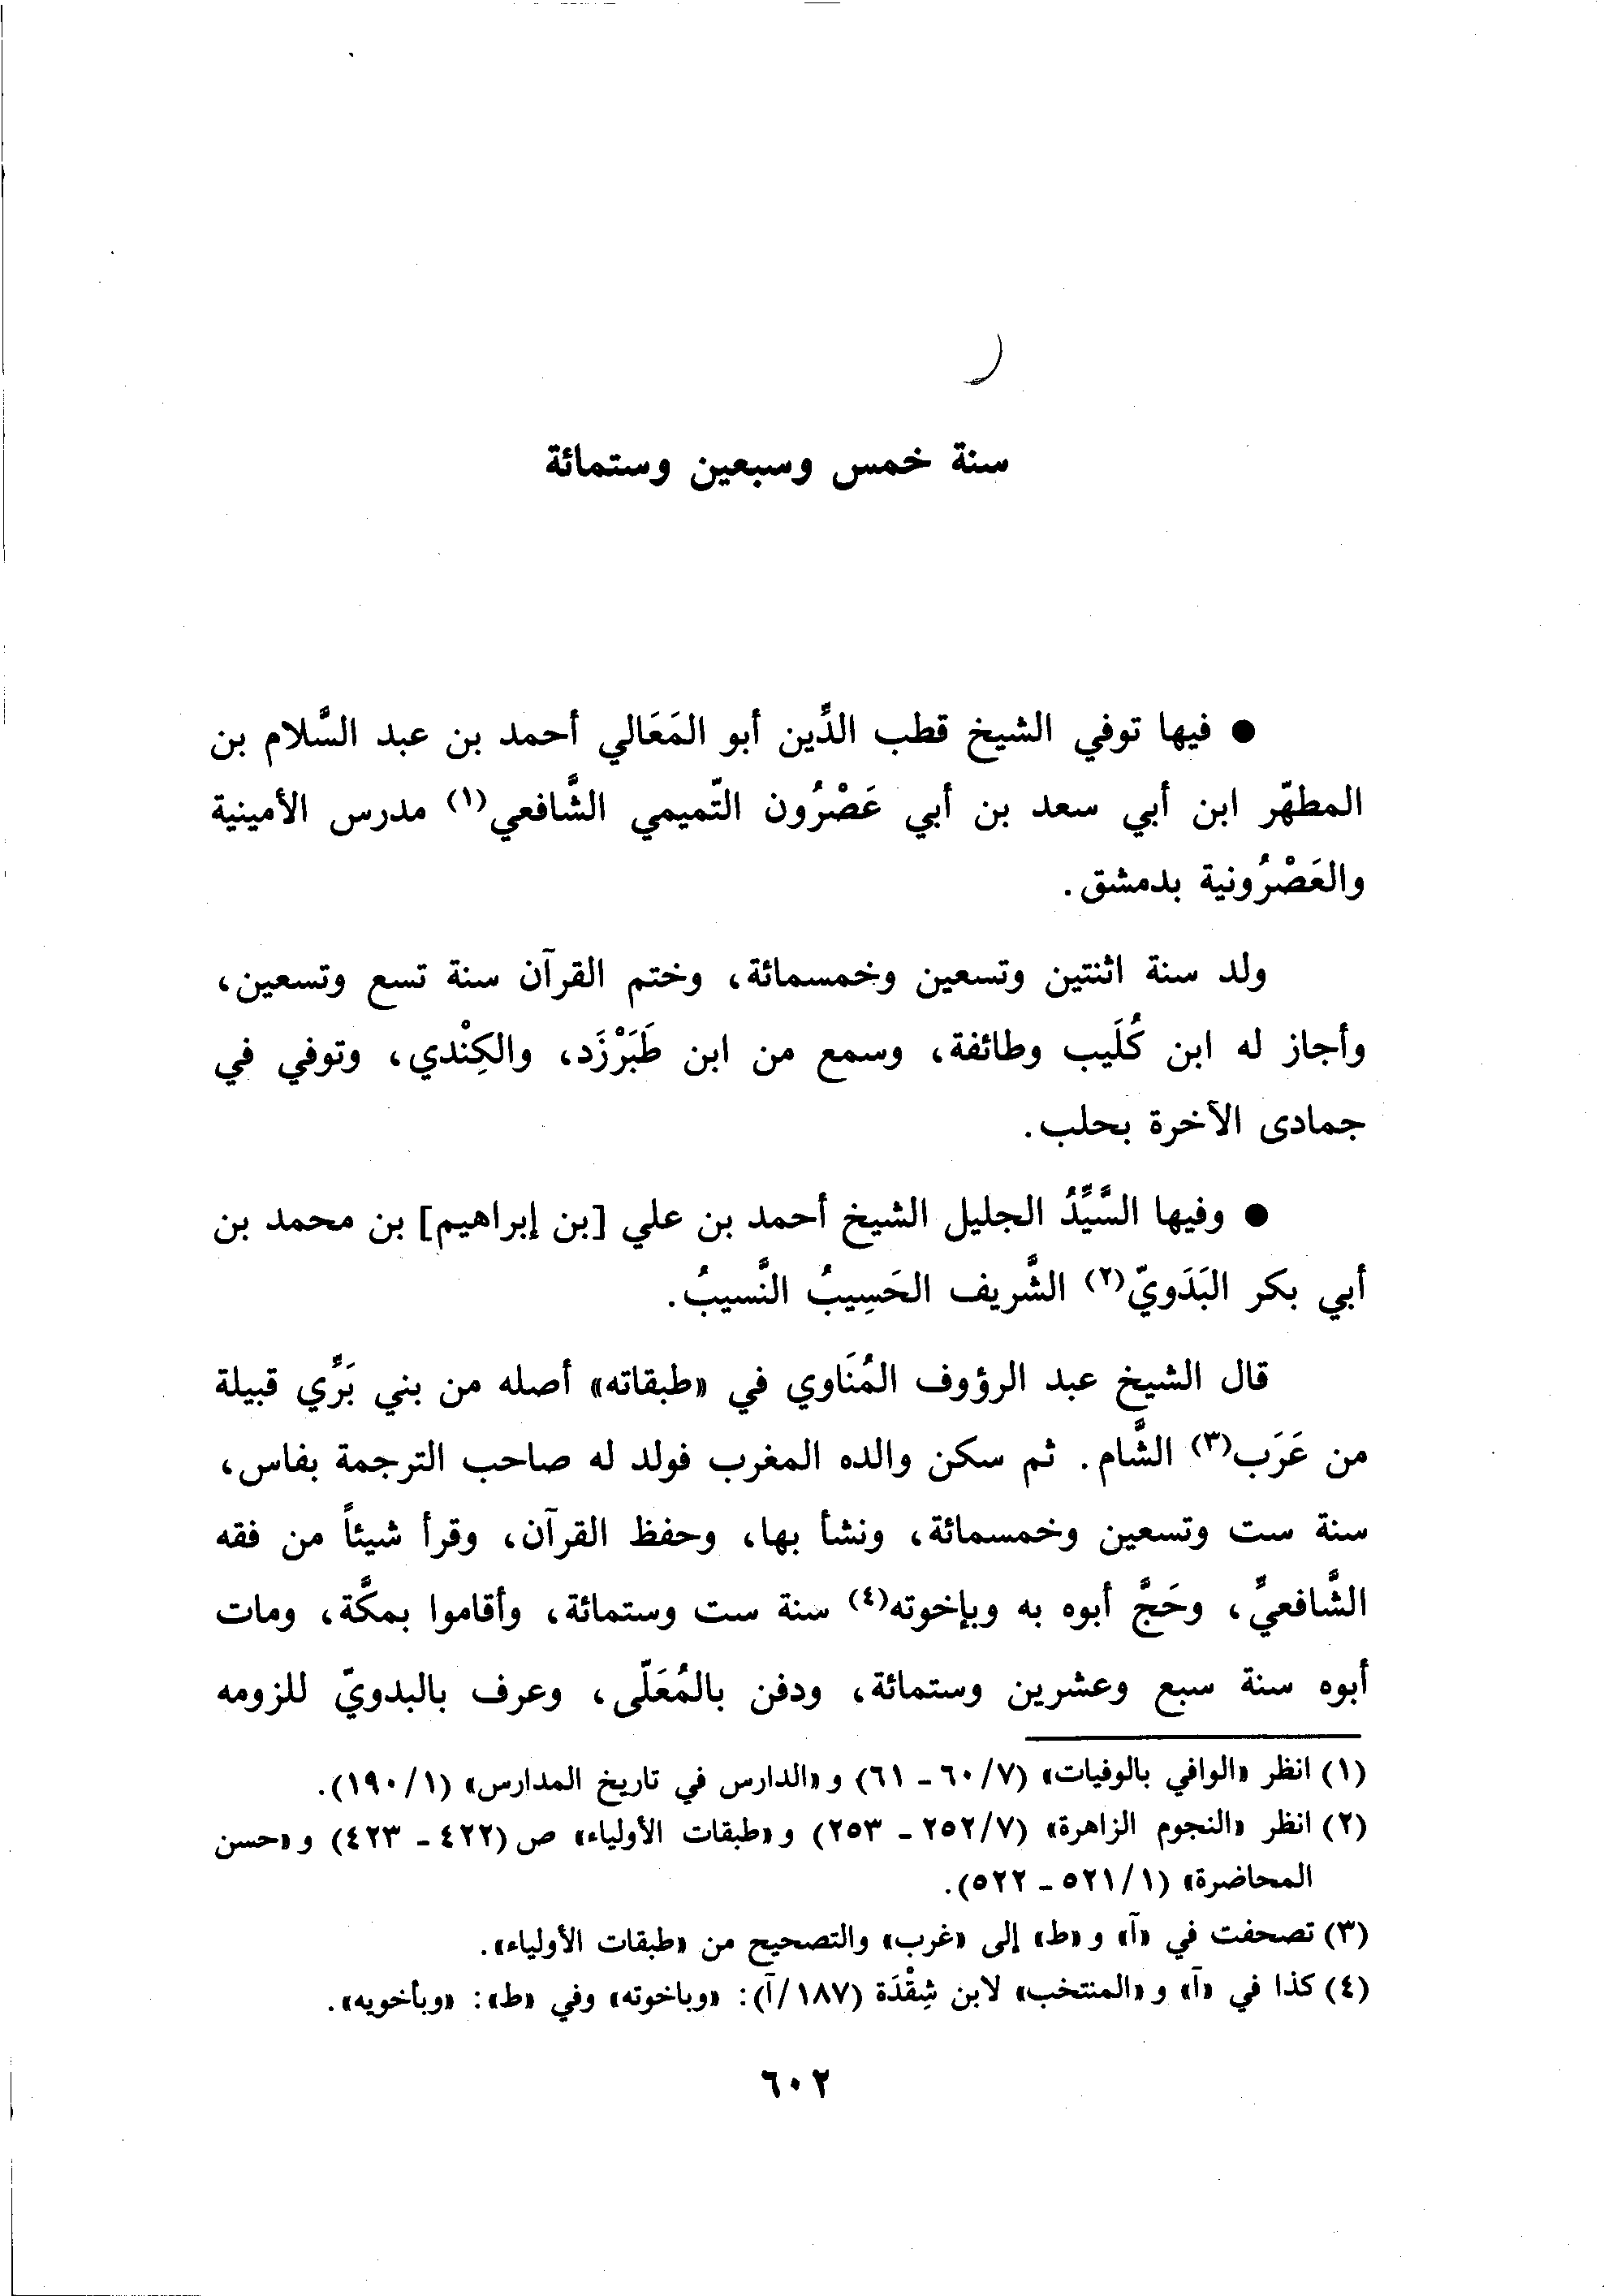 سنة خمس وسبعين وستمائة
● فيها توفي الشيخ قطب الدِّين أبو المَعَالي أحمد بن عبد السَّلام بن
المطهّر ابن أبي سعد بن أبي عَصْرُون التّميمي الشَّافعي(١) مدرس الأمينية
والعَصْرُونية بدمشق.
ولد سنة اثنتين وتسعين وخمسمائة، وختم القرآن سنة تسع وتسعين،
وأجاز له ابن كُلَيب وطائفة، وسمع من ابن طَبَرْزَد، والكِنْدي، وتوفي في
جمادى الآخرة بحلب.
● وفيها السَّيِّدُ الجليل الشيخ أحمد بن علي [بن إبراهيم] بن محمد بن
أبي بكر البَدَويّ(٢) الشَّريف الحَسِيبُ النَّسيبُ.
قال الشيخ عبد الرؤوف المُنَاوي في «طبقاته» أصله من بني بَرِّي قبيلة
من عَرَب(٣) الشَّام. ثم سكن والده المغرب فولد له صاحب الترجمة بفاس،
سنة ست وتسعين وخمسمائة، ونشأ بها، وحفظ القرآن، وقرأ شيئاً من فقه
الشَّافعيِّ، وحَجَّ أبوه به وبإخوته(٤) سنة ست وستمائة، وأقاموا بمكَّة، ومات
أبوه سنة سبع وعشرين وستمائة، ودفن بالمُعَلّى، وعرف بالبدويّ للزومه
(١) انظر «الوافي بالوفيات» (٧/ ٦٠ - ٦١) و«الدارس في تاريخ المدارس» (١/ ١٩٠).
(٢) انظر «النجوم الزاهرة» (٧/ ٢٥٢ - ٢٥٣) و«طبقات الأولياء» ص (٤٢٢ - ٤٢٣) و«حسن
المحاضرة» (١/ ٥٢١ - ٥٢٢).
(٣) تصحفت في «آ» و«ط» إلى «غرب» والتصحيح من «طبقات الأولياء».
(٤) كذا في «آ» و«المنتخب» لابن شِقْدَة (١٨٧/ آ): «وباخوته» وفي «ط»: «وبأخويه».
٦٠٢